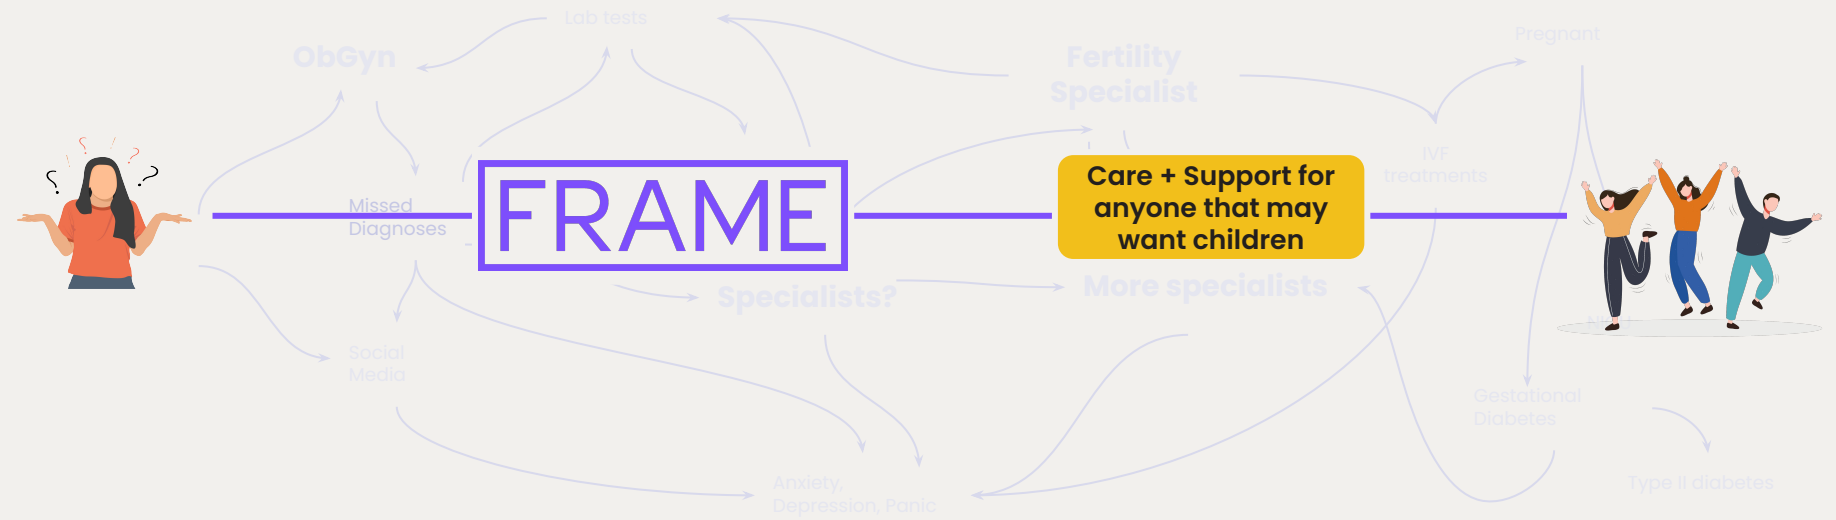 Lab tests
ObGyn
Fertility
Specialist
Pregnant
IVF
treatments
Missed
Diagnoses
FRAME
Care + Support for
anyone that may
want children
Specialists?
More specialists
NICU
Social
Media
Gestational
Diabetes
Anxiety,
Depression, Panic
Type II diabetes